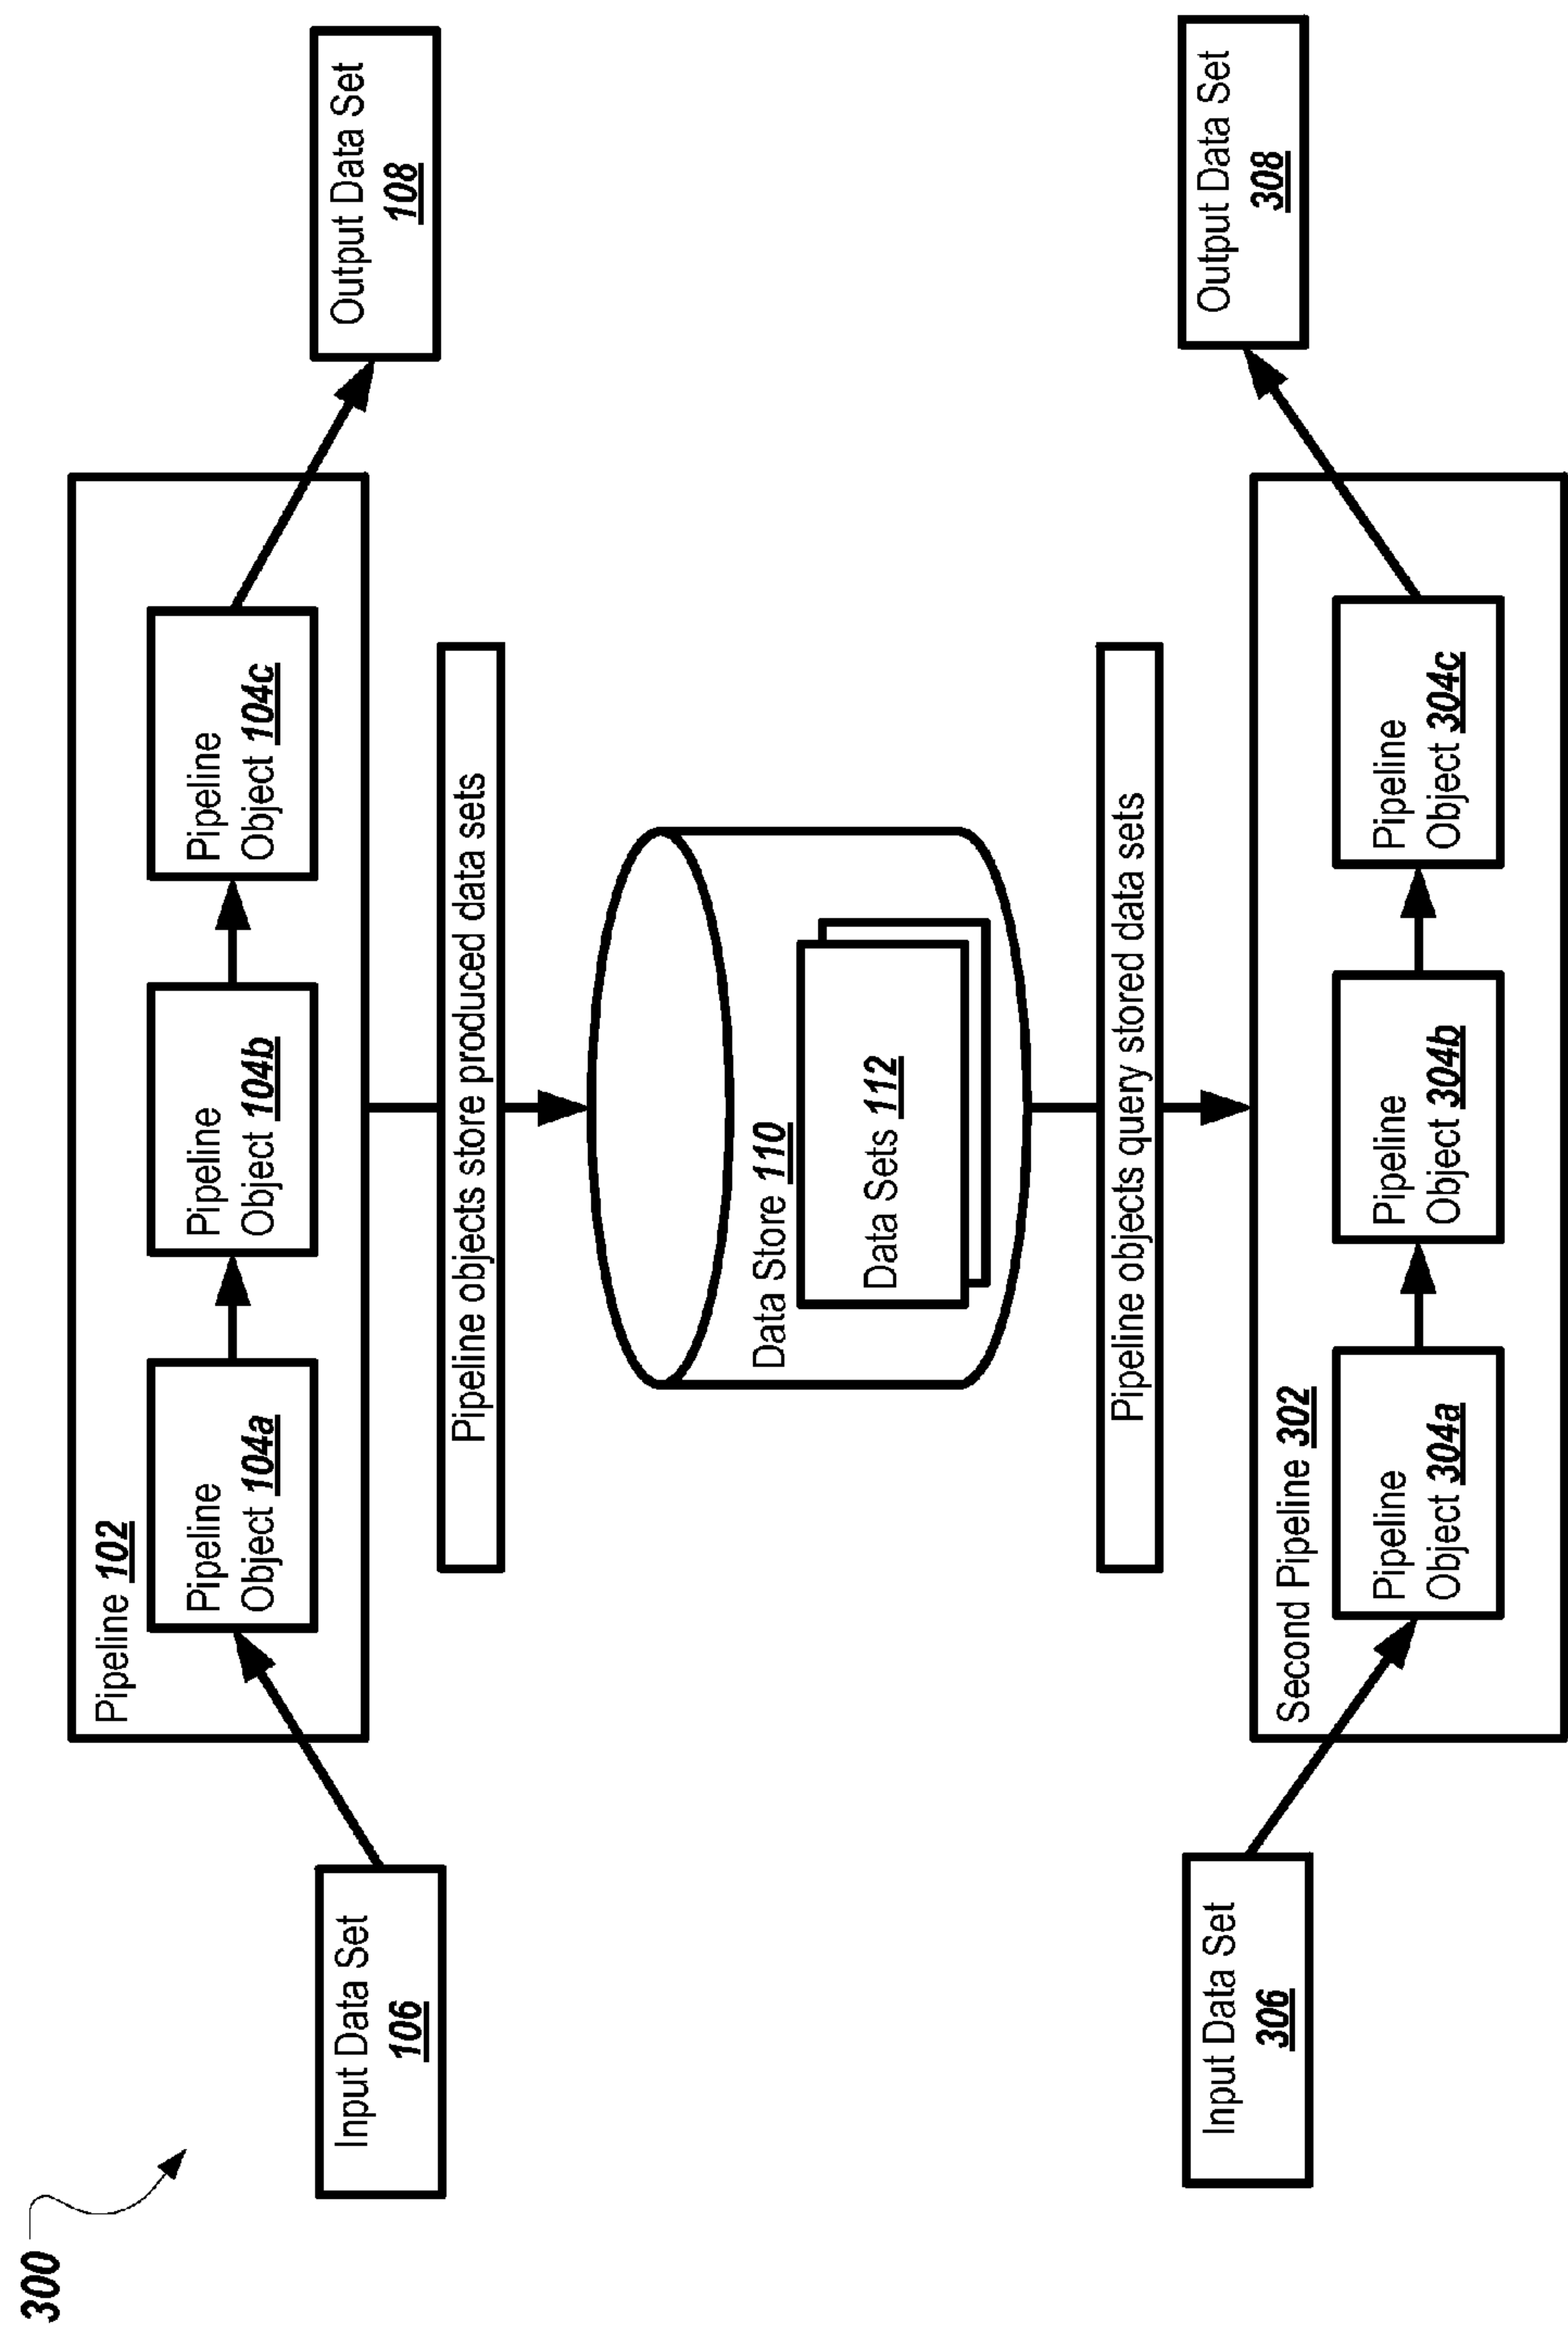 300
Pipeline 102
Pipeline
Object 104a
Pipeline
Object 104b
Pipeline
Object 104c
Input Data Set
106
Output Data Set
108
Pipeline objects store produced data sets
Data Store 110
Data Sets 112
Pipeline objects query stored data sets
Input Data Set
306
Output Data Set
308
Second Pipeline 302
Pipeline
Object 304a
Pipeline
Object 304b
Pipeline
Object 304c